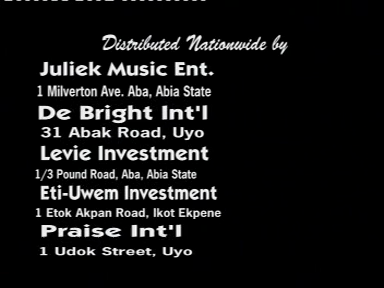 Distributed Nationwide by
Juliek Music Ent.
1 Milverton Ave. Aba, Abia State
De Bright Int'l
31 Abak Road, Uyo
Levie Investment
1/3 Pound Road, Aba, Abia State
Eti-Uwem Investment
1 Etok Akpan Road, Ikot Ekpene
Praise Int'l
1 Udok Street, Uyo